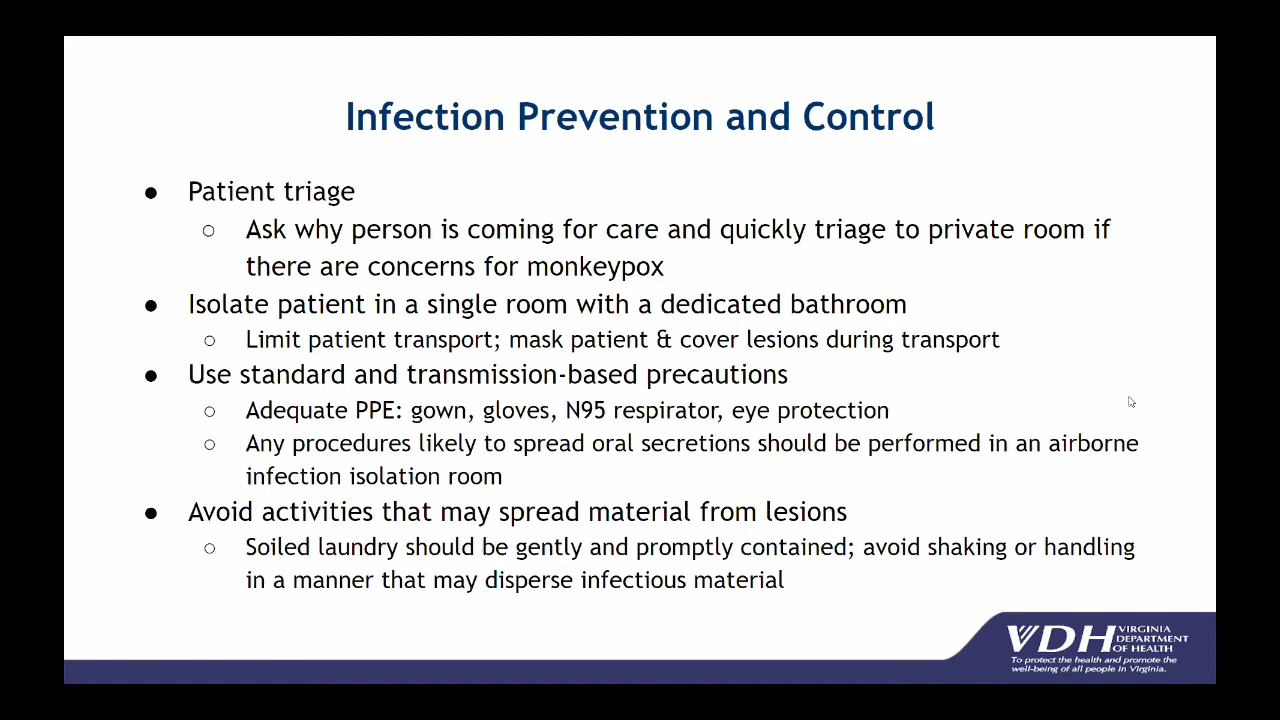 Infection Prevention and Control
● Patient triage
○ Ask why person is coming for care and quickly triage to private room if
there are concerns for monkeypox
● Isolate patient in a single room with a dedicated bathroom
○ Limit patient transport; mask patient & cover lesions during transport
● Use standard and transmission-based precautions
○ Adequate PPE: gown, gloves, N95 respirator, eye protection
○ Any procedures likely to spread oral secretions should be performed in an airborne
infection isolation room
● Avoid activities that may spread material from lesions
○ Soiled laundry should be gently and promptly contained; avoid shaking or handling
in a manner that may disperse infectious material
VDH
VIRGINIA
DEPARTMENT
OF HEALTH
To protect the health and promote the
well-being of all people in Virginia.